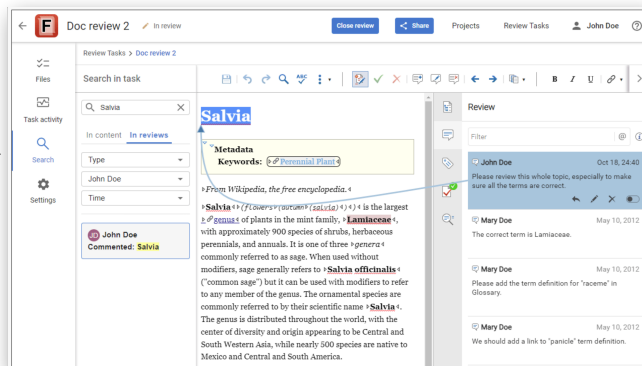 F Doc review 2 In review Close review Share Projects Review Tasks John Doe
Review Tasks > Doc review 2
Files
Task activity
Search
Settings
Search in task
Salvia
In content In reviews
Type
John Doe
Time
JD John Doe
Commented: Salvia
ABC B I U
Salvia
Metadata
Keywords: Perennial Plant
From Wikipedia, the free encyclopedia.
Salvia (flowers (autumn (salvia) ) ) is the largest
genus of plants in the mint family, Lamiaceae ,
with approximately 900 species of shrubs, herbaceous
perennials, and annuals. It is one of three genera
commonly referred to as sage. When used without
modifiers, sage generally refers to Salvia officinalis
("common sage") but it can be used with modifiers to refer
to any member of the genus. The ornamental species are
commonly referred to by their scientific name Salvia .
The genus is distributed throughout the world, with the
center of diversity and origin appearing to be Central and
South Western Asia, while nearly 500 species are native to
Mexico and Central and South America.
Review
Filter @
John Doe Oct 18, 24:40
Please review this whole topic, especially to make
sure all the terms are correct.
Mary Doe May 10, 2012
The correct term is Lamiaceae.
Mary Doe May 10, 2012
Please add the term definition for "raceme" in
Glossary.
Mary Doe May 10, 2012
We should add a link to "panicle" term definition.